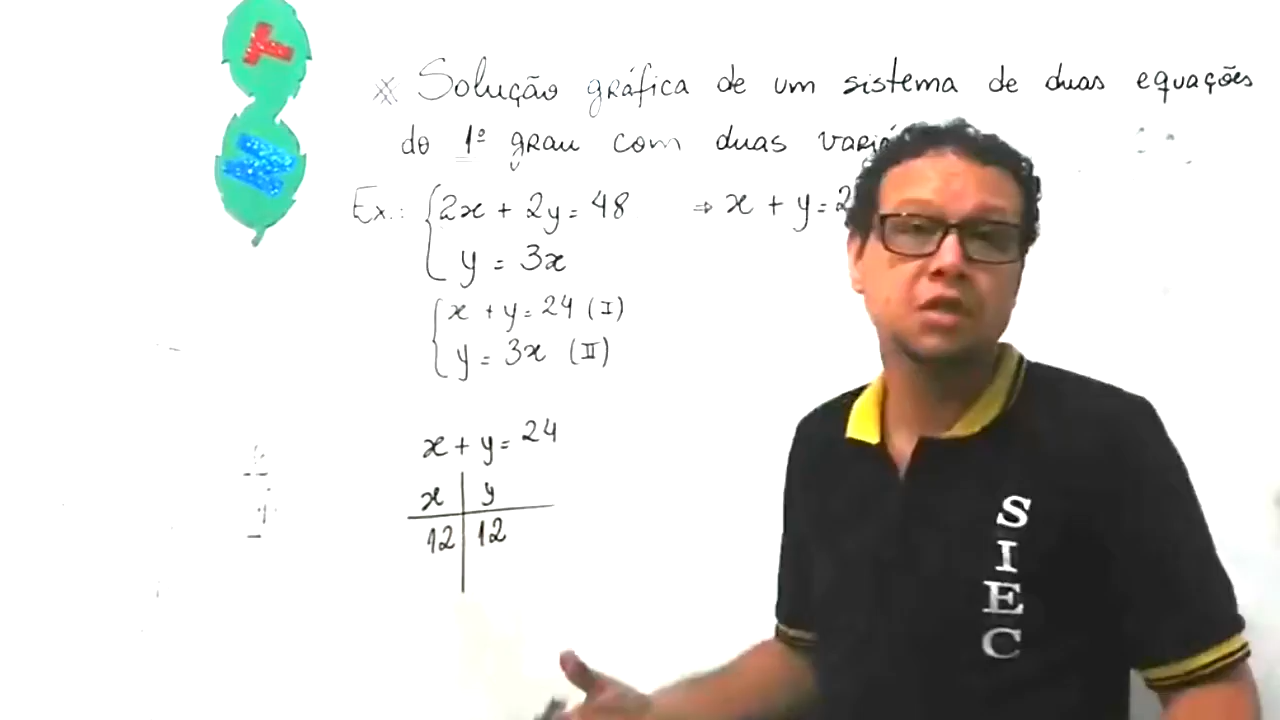 T
M
* Solução gráfica de um sistema de duas equações
do 1º grau com duas
Ex.: { 2x + 2y = 48 ⇒ x + y = 2
y = 3x
{ x + y = 24 (I)
y = 3x (II)
x + y = 24
x | y
12 | 12
S
I
E
C